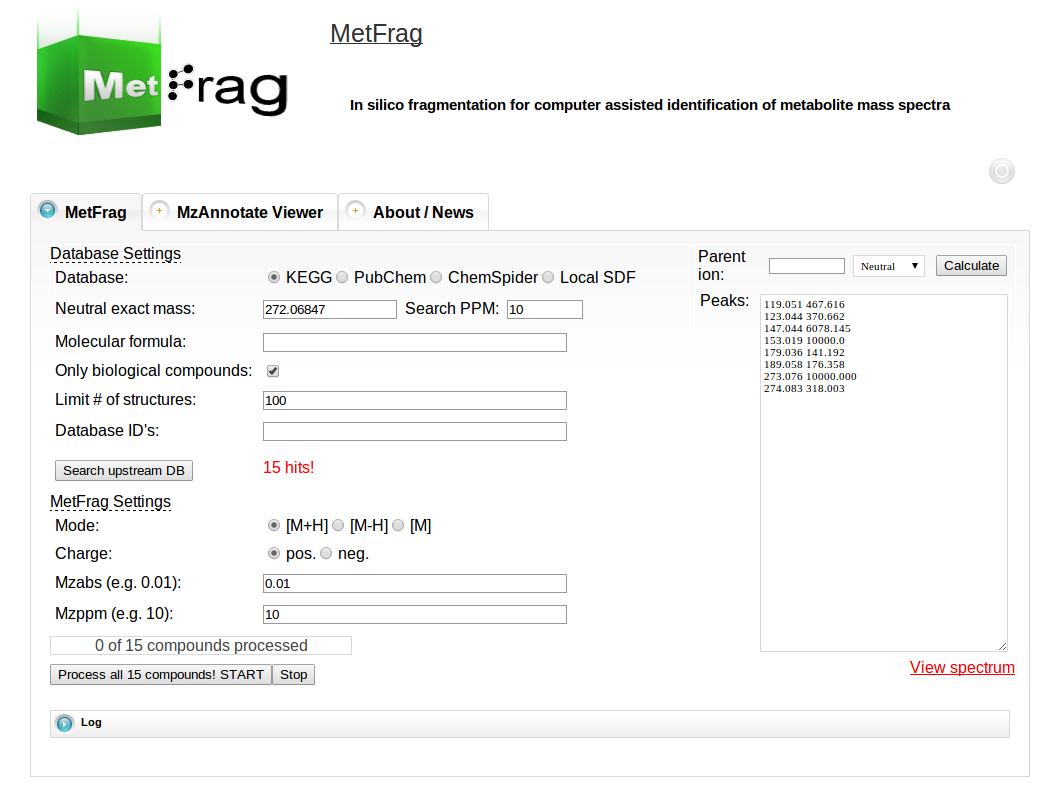 MetFrag
MetFrag
In silico fragmentation for computer assisted identification of metabolite mass spectra
MetFrag MzAnnotate Viewer About / News
Database Settings
Database: KEGG PubChem ChemSpider Local SDF
Neutral exact mass: 272.06847 Search PPM: 10
Molecular formula:
Only biological compounds:
Limit # of structures: 100
Database ID's:
Search upstream DB 15 hits!
MetFrag Settings
Mode: [M+H] [M-H] [M]
Charge: pos. neg.
Mzabs (e.g. 0.01): 0.01
Mzppm (e.g. 10): 10
0 of 15 compounds processed
Process all 15 compounds! START Stop
Parent
ion: Neutral Calculate
Peaks:
119.051 467.616
123.044 370.662
147.044 6078.145
153.019 10000.0
179.036 141.192
189.058 176.358
273.076 10000.000
274.083 318.003
View spectrum
Log